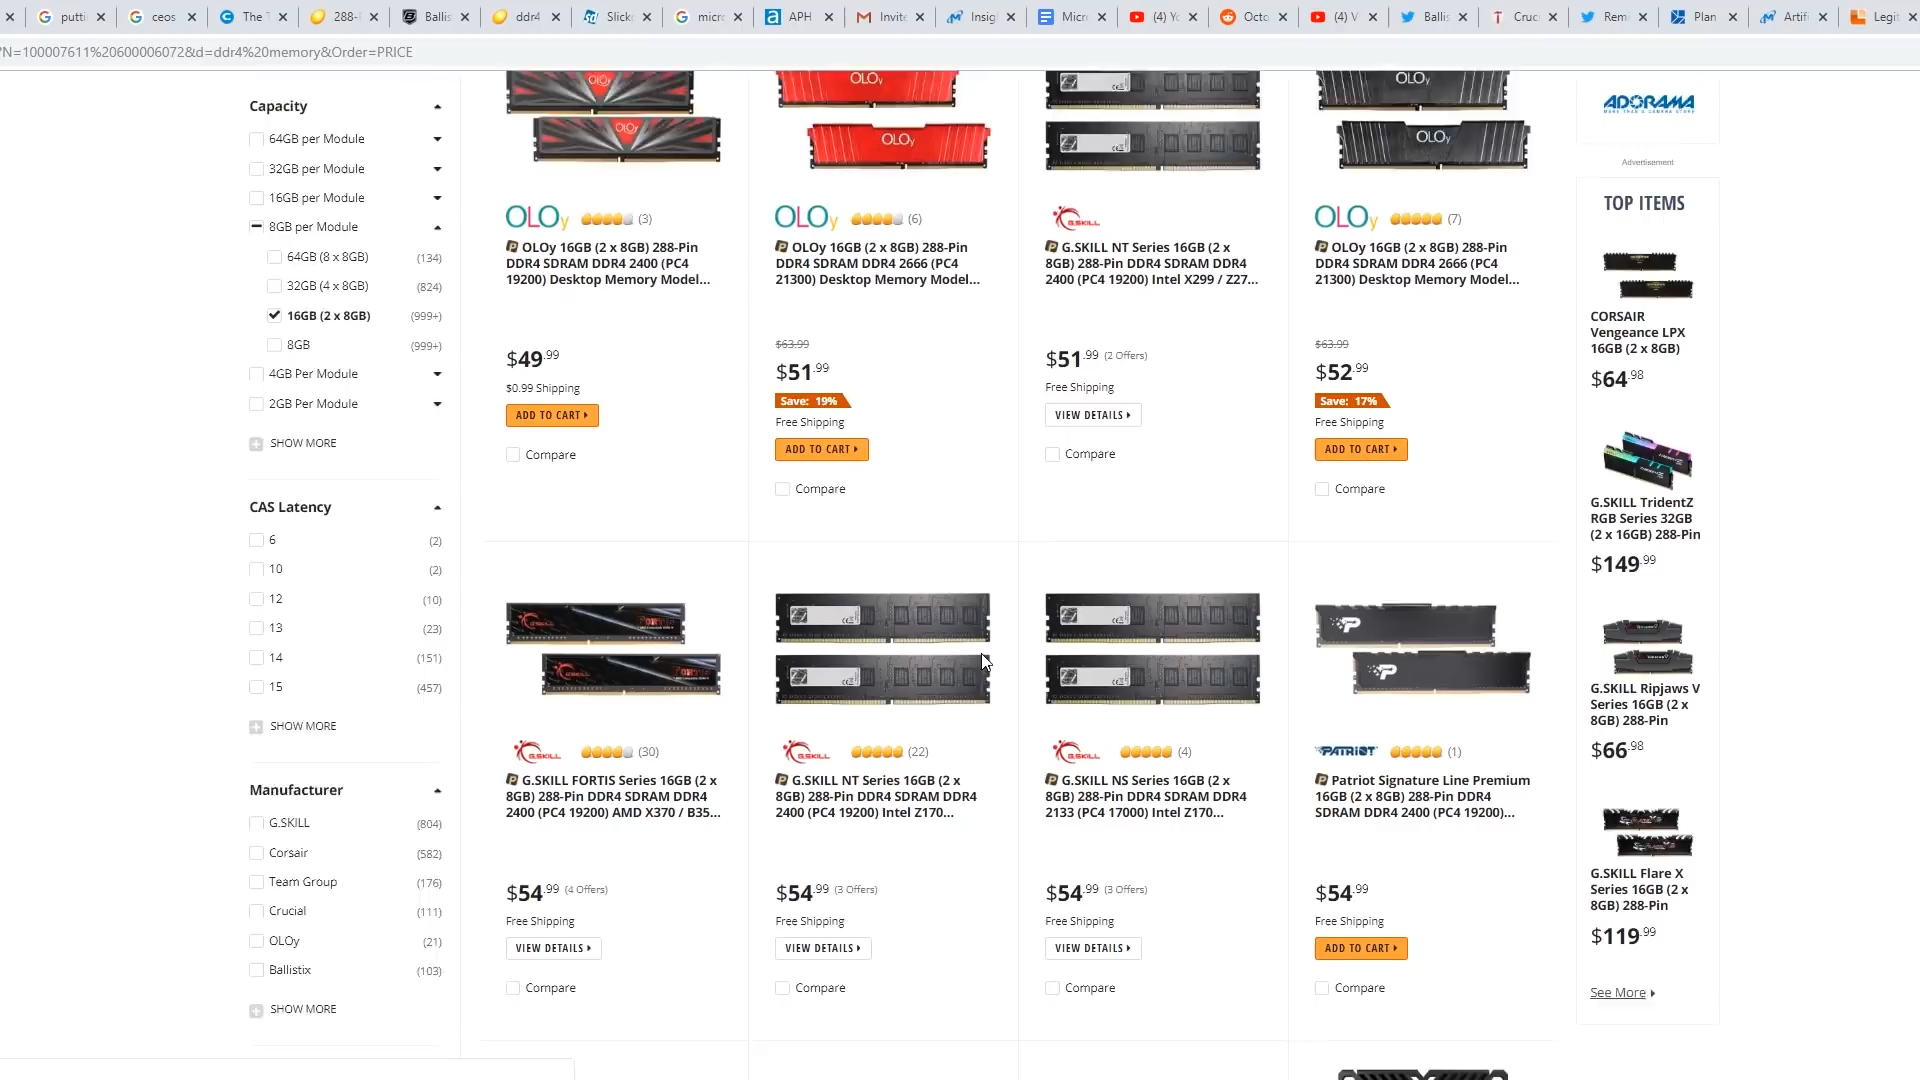 putti
ceos
The
288-
Ballis
ddr4
Slick
micro
APH
Invite
Insig
Micro
(4) Yo
Octo
(4) V
Ballis
Cruc
Rem
Plan
Artifi
Legit
?N=100007611%20600006072&d=ddr4%20memory&Order=PRICE
Capacity
64GB per Module
32GB per Module
16GB per Module
8GB per Module
64GB (8 x 8GB) (134)
32GB (4 x 8GB) (824)
16GB (2 x 8GB) (999+)
8GB (999+)
4GB Per Module
2GB Per Module
SHOW MORE
CAS Latency
6 (2)
10 (2)
12 (10)
13 (23)
14 (151)
15 (457)
SHOW MORE
Manufacturer
G.SKILL (804)
Corsair (582)
Team Group (176)
Crucial (111)
OLOy (21)
Ballistix (103)
SHOW MORE
OLOy
OLOy
OLOy (3)
OLOy 16GB (2 x 8GB) 288-Pin
DDR4 SDRAM DDR4 2400 (PC4
19200) Desktop Memory Model...
$49.99
$0.99 Shipping
ADD TO CART
Compare
OLOy
OLOy
OLOy (6)
OLOy 16GB (2 x 8GB) 288-Pin
DDR4 SDRAM DDR4 2666 (PC4
21300) Desktop Memory Model...
$63.99
$51.99
Save: 19%
Free Shipping
ADD TO CART
Compare
G.SKILL
G.SKILL NT Series 16GB (2 x
8GB) 288-Pin DDR4 SDRAM DDR4
2400 (PC4 19200) Intel X299 / Z27...
$51.99 (2 Offers)
Free Shipping
VIEW DETAILS
Compare
OLOy
OLOy
OLOy (7)
OLOy 16GB (2 x 8GB) 288-Pin
DDR4 SDRAM DDR4 2666 (PC4
21300) Desktop Memory Model...
$63.99
$52.99
Save: 17%
Free Shipping
ADD TO CART
Compare
G.SKILL (30)
G.SKILL FORTIS Series 16GB (2 x
8GB) 288-Pin DDR4 SDRAM DDR4
2400 (PC4 19200) AMD X370 / B35...
$54.99 (4 Offers)
Free Shipping
VIEW DETAILS
Compare
G.SKILL (22)
G.SKILL NT Series 16GB (2 x
8GB) 288-Pin DDR4 SDRAM DDR4
2400 (PC4 19200) Intel Z170...
$54.99 (3 Offers)
Free Shipping
VIEW DETAILS
Compare
G.SKILL (4)
G.SKILL NS Series 16GB (2 x
8GB) 288-Pin DDR4 SDRAM DDR4
2133 (PC4 17000) Intel Z170...
$54.99 (3 Offers)
Free Shipping
VIEW DETAILS
Compare
PATRIOT (1)
Patriot Signature Line Premium
16GB (2 x 8GB) 288-Pin DDR4
SDRAM DDR4 2400 (PC4 19200)...
$54.99
Free Shipping
ADD TO CART
Compare
ADORAMA
MORE THAN A CAMERA STORE
Advertisement
TOP ITEMS
CORSAIR
Vengeance LPX
16GB (2 x 8GB)
$64.98
G.SKILL TridentZ
RGB Series 32GB
(2 x 16GB) 288-Pin
$149.99
G.SKILL Ripjaws V
Series 16GB (2 x
8GB) 288-Pin
$66.98
G.SKILL Flare X
Series 16GB (2 x
8GB) 288-Pin
$119.99
See More